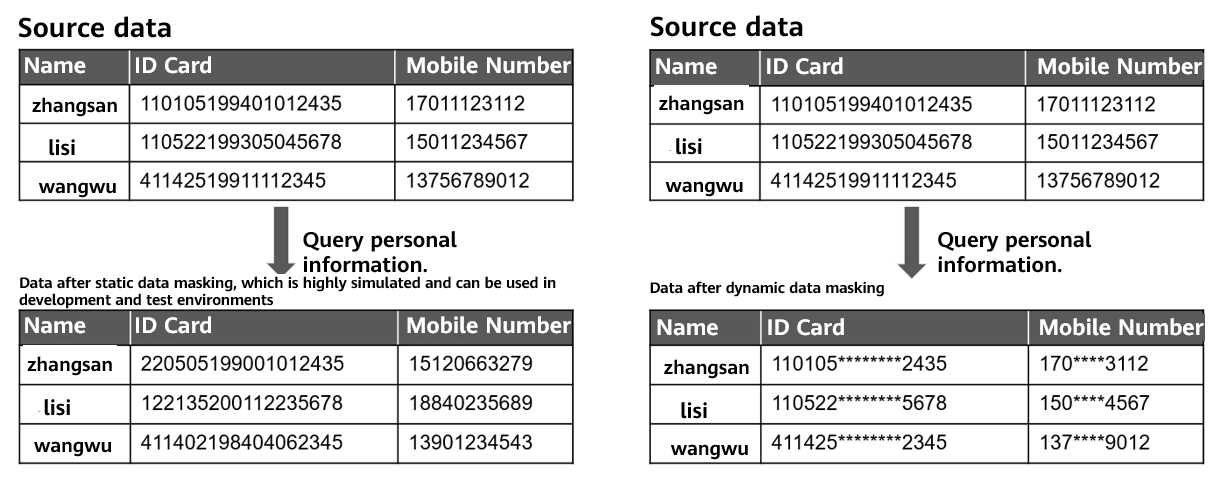 Source data
Name ID Card Mobile Number
zhangsan 110105199401012435 17011123112
lisi 110522199305045678 15011234567
wangwu 41142519911112345 13756789012
Query personal
information.
Data after static data masking, which is highly simulated and can be used in
development and test environments
Name ID Card Mobile Number
zhangsan 220505199001012435 15120663279
lisi 122135200112235678 18840235689
wangwu 411402198404062345 13901234543
Source data
Name ID Card Mobile Number
zhangsan 110105199401012435 17011123112
lisi 110522199305045678 15011234567
wangwu 41142519911112345 13756789012
Query personal
information.
Data after dynamic data masking
Name ID Card Mobile Number
zhangsan 110105********2435 170****3112
lisi 110522********5678 150****4567
wangwu 411425********2345 137****9012